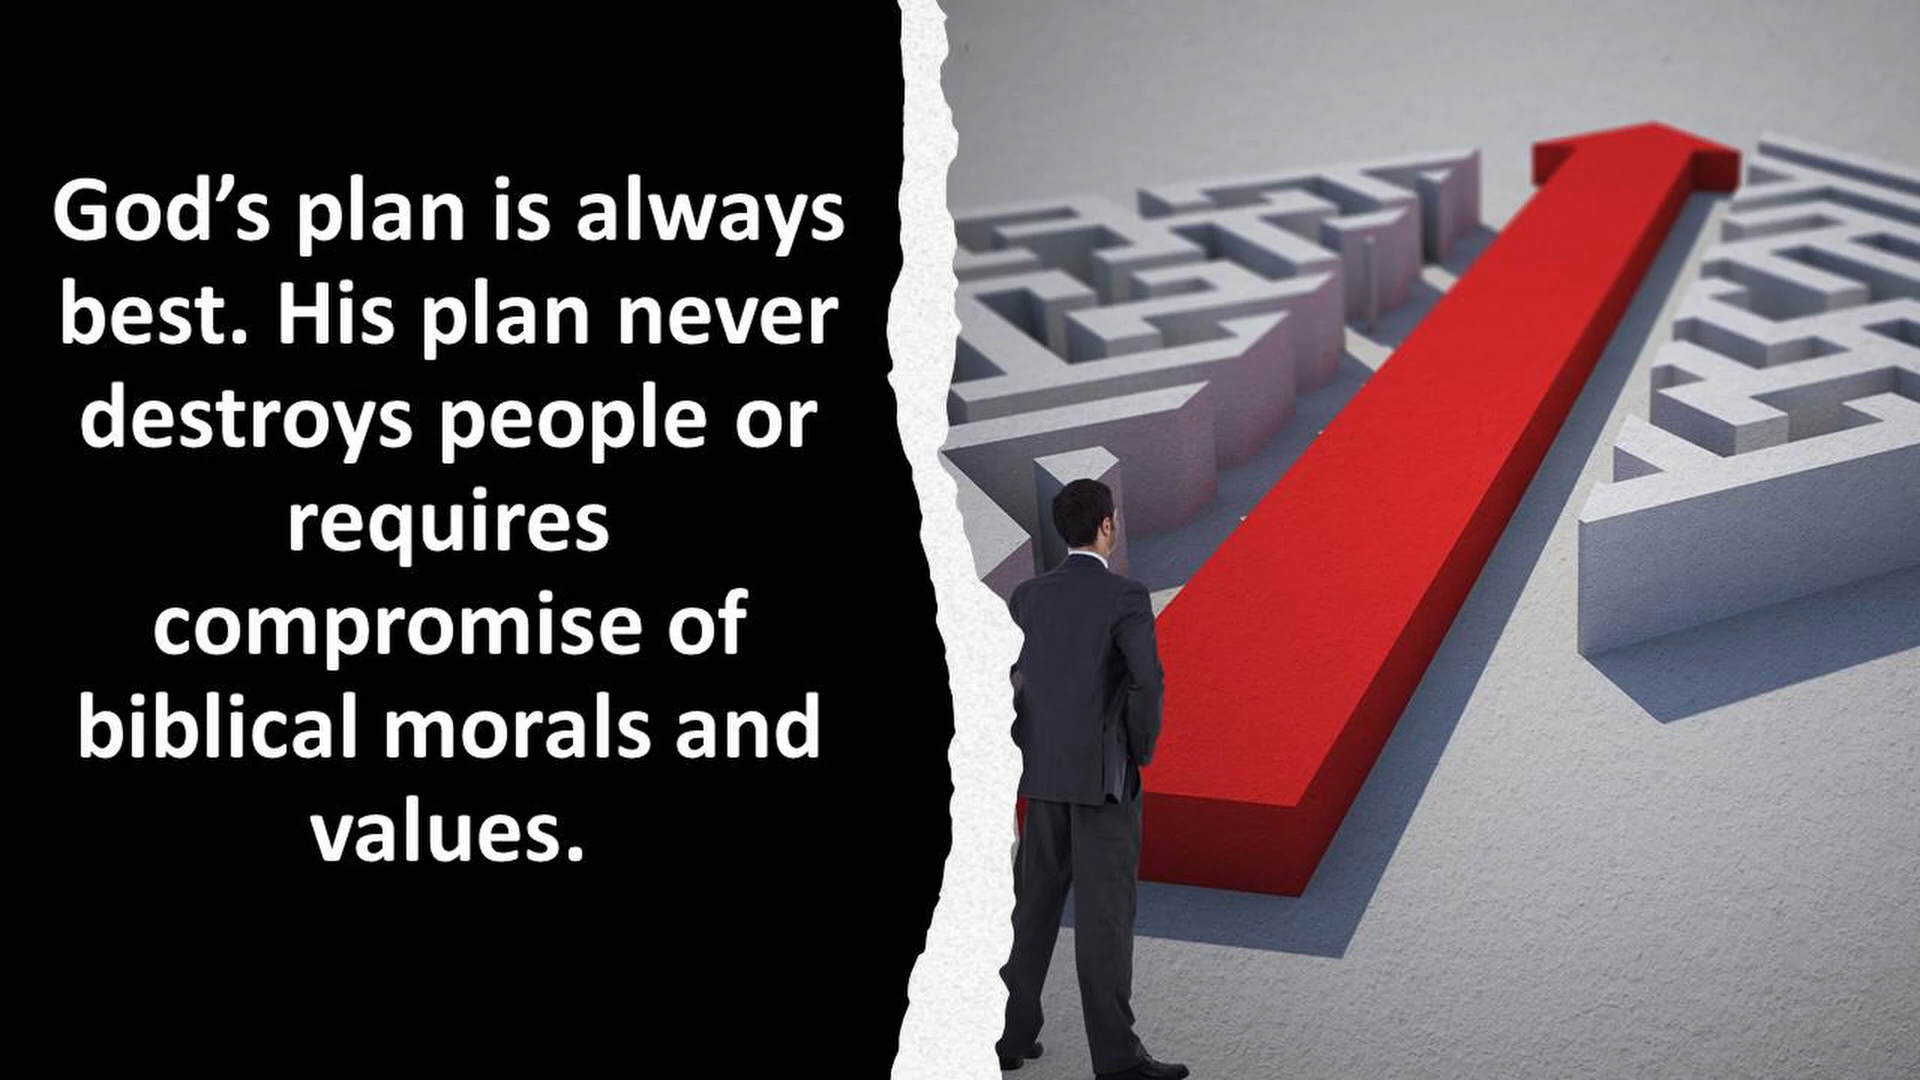 God’s plan is always
best. His plan never
destroys people or
requires
compromise of
biblical morals and
values.